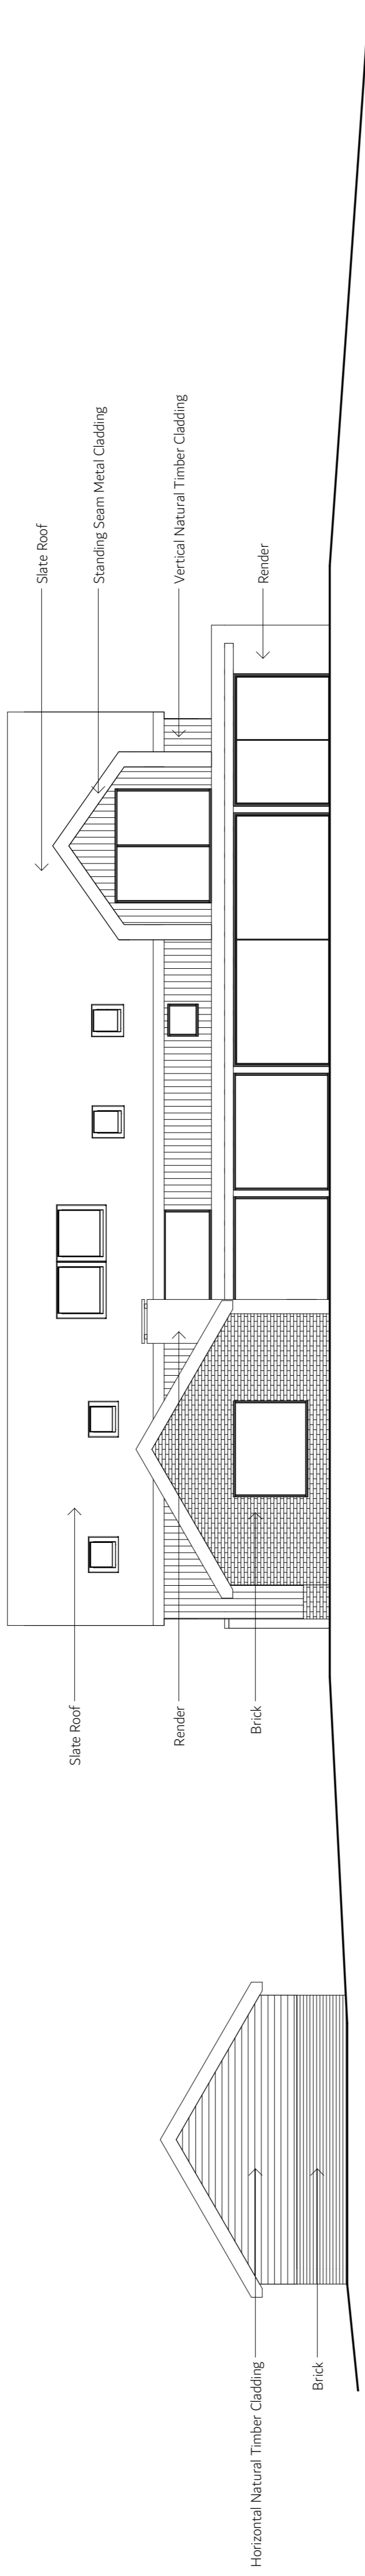 Horizontal Natural Timber Cladding
Brick
Slate Roof
Render
Brick
Slate Roof
Standing Seam Metal Cladding
Vertical Natural Timber Cladding
Render